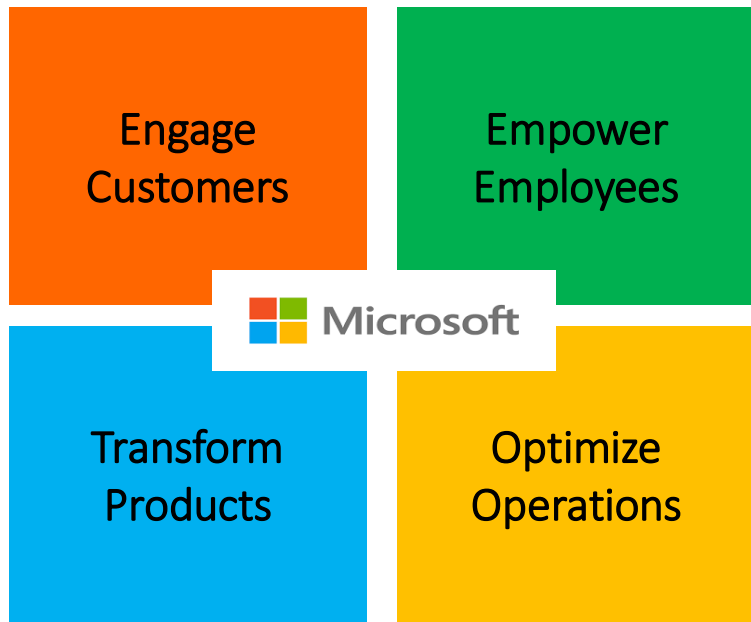 Engage
Customers
Empower
Employees
Microsoft
Transform
Products
Optimize
Operations